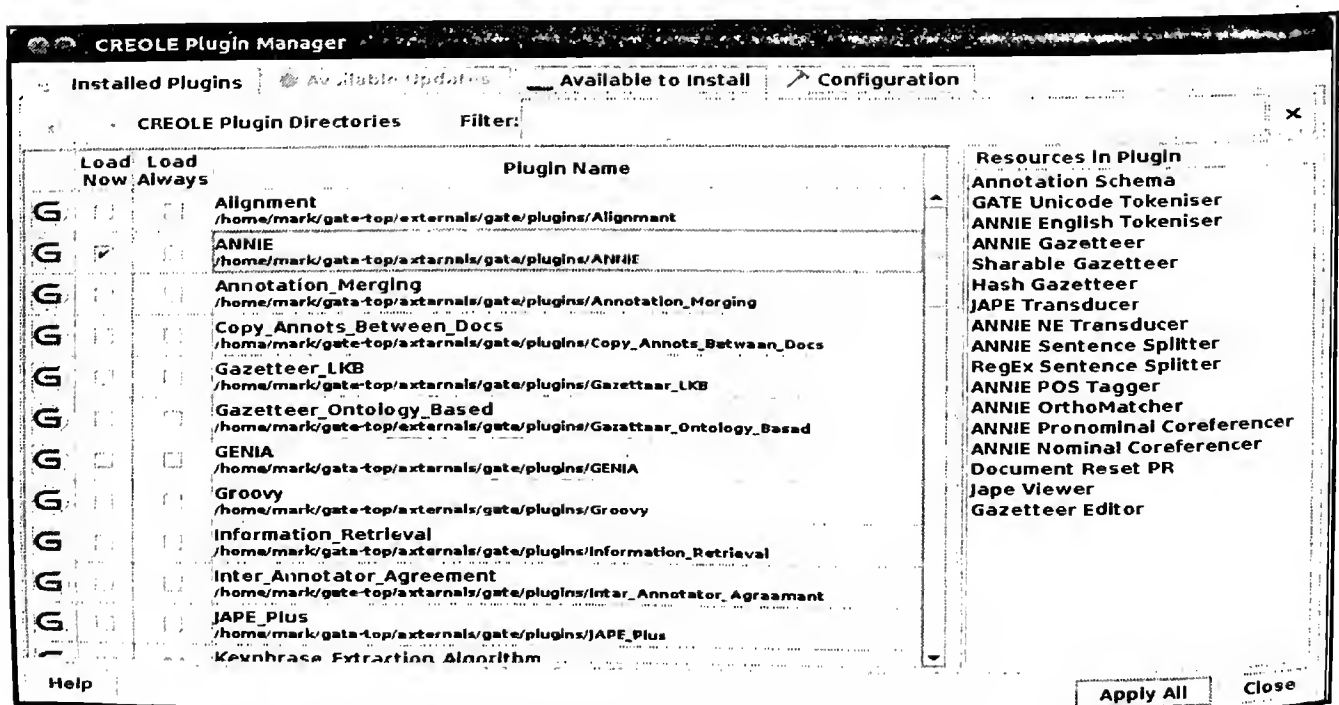 CREOLE Plugin Manager
Installed Plugins Available Updates Available to Install Configuration
CREOLE Plugin Directories Filter:
Load Now Load Always Plugin Name
Alignment
/home/mark/gate-top/externals/gate/plugins/Alignment
ANNIE
/home/mark/gate-top/externals/gate/plugins/ANNIE
Annotation_Merging
/home/mark/gate-top/externals/gate/plugins/Annotation_Merging
Copy_Annots_Between_Docs
/home/mark/gate-top/externals/gate/plugins/Copy_Annots_Between_Docs
Gazetteer_LKB
/home/mark/gate-top/externals/gate/plugins/Gazetteer_LKB
Gazetteer_Ontology_Based
/home/mark/gate-top/externals/gate/plugins/Gazetteer_Ontology_Based
GENIA
/home/mark/gate-top/externals/gate/plugins/GENIA
Groovy
/home/mark/gate-top/externals/gate/plugins/Groovy
Information_Retrieval
/home/mark/gate-top/externals/gate/plugins/Information_Retrieval
Inter_Annotator_Agreement
/home/mark/gate-top/externals/gate/plugins/Inter_Annotator_Agreement
JAPE_Plus
/home/mark/gate-top/externals/gate/plugins/JAPE_Plus
Keyphrase_Extraction_Algorithm
Resources in Plugin
Annotation Schema
GATE Unicode Tokeniser
ANNIE English Tokeniser
ANNIE Gazetteer
Sharable Gazetteer
Hash Gazetteer
JAPE Transducer
ANNIE NE Transducer
ANNIE Sentence Splitter
RegEx Sentence Splitter
ANNIE POS Tagger
ANNIE OrthoMatcher
ANNIE Pronominal Coreferencer
ANNIE Nominal Coreferencer
Document Reset PR
Jape Viewer
Gazetteer Editor
Help Apply All Close